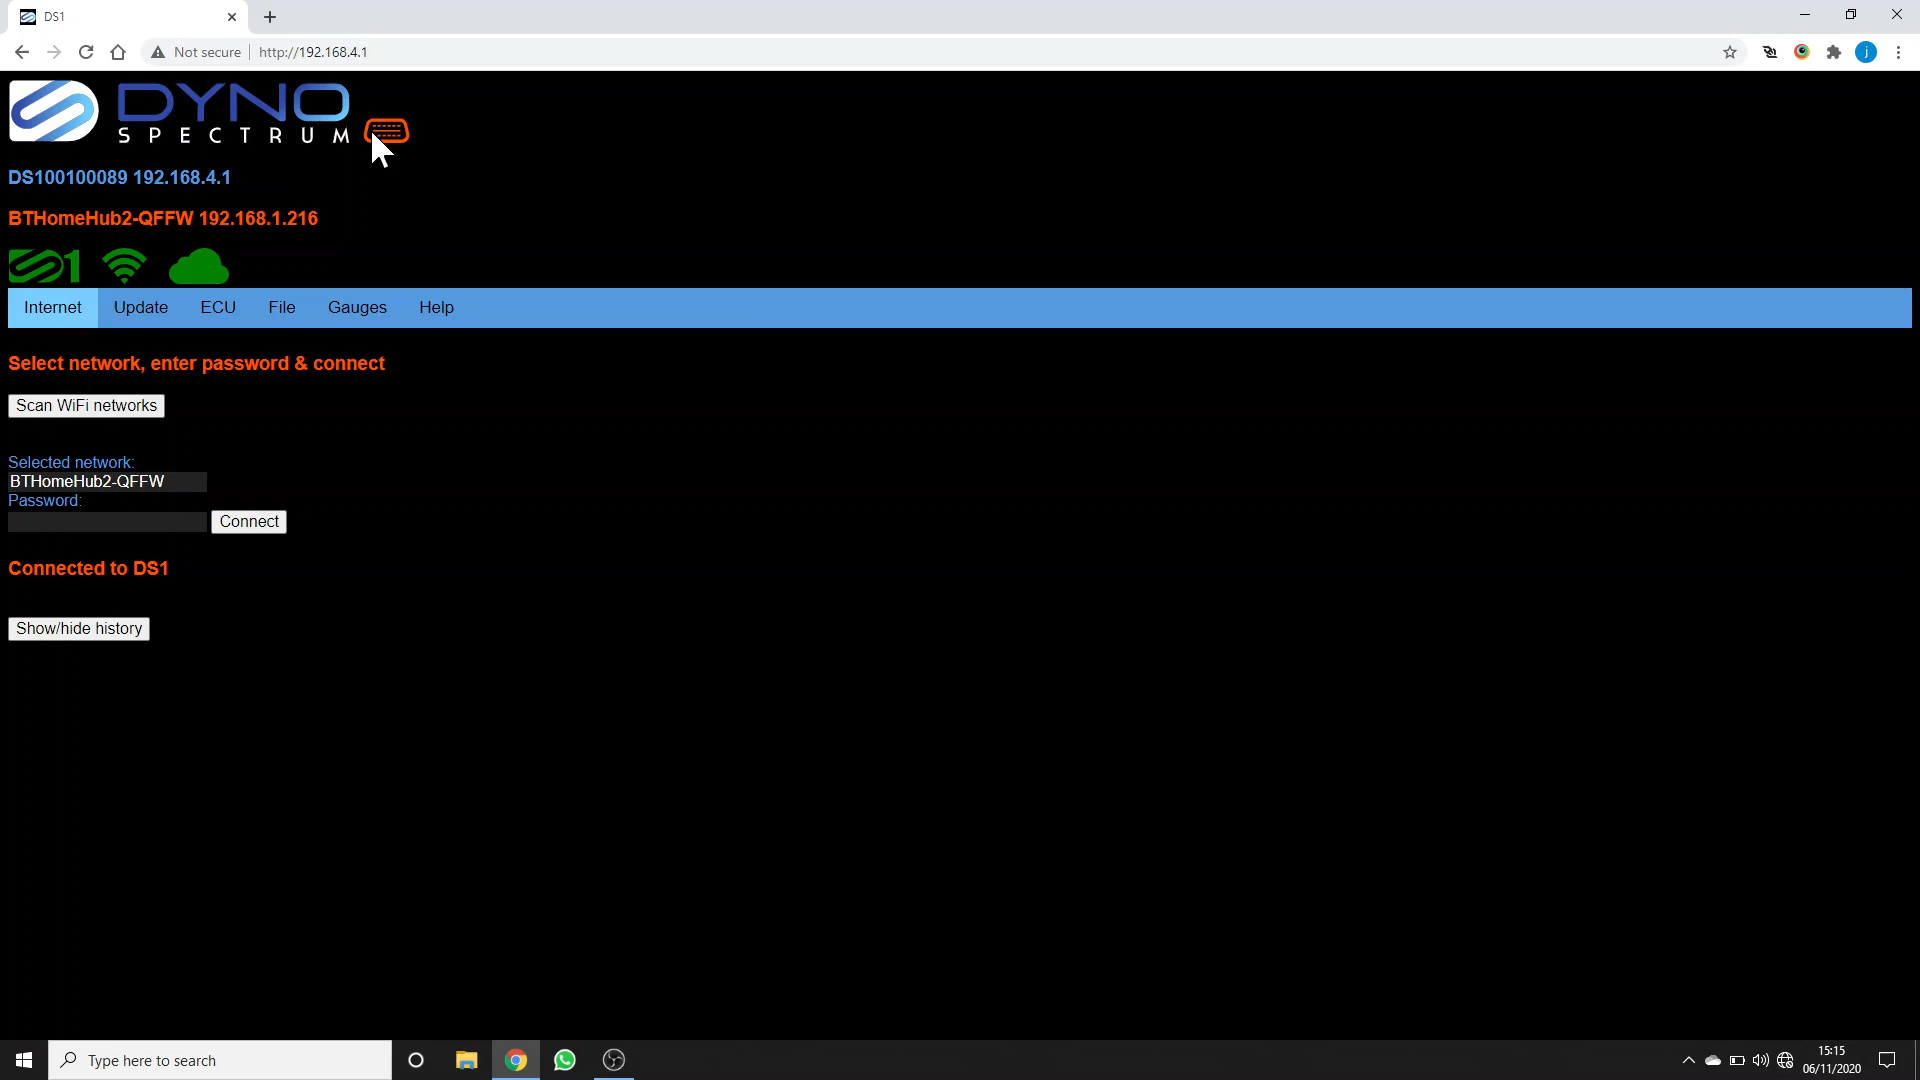 DS1
Not secure
http://192.168.4.1
j
DYNO
SPECTRUM
DS100100089 192.168.4.1
BTHomeHub2-QFFW 192.168.1.216
1
Internet Update ECU File Gauges Help
Select network, enter password & connect
Scan WiFi networks
Selected network:
BTHomeHub2-QFFW
Password:
Connect
Connected to DS1
Show/hide history
Type here to search
15:15
06/11/2020